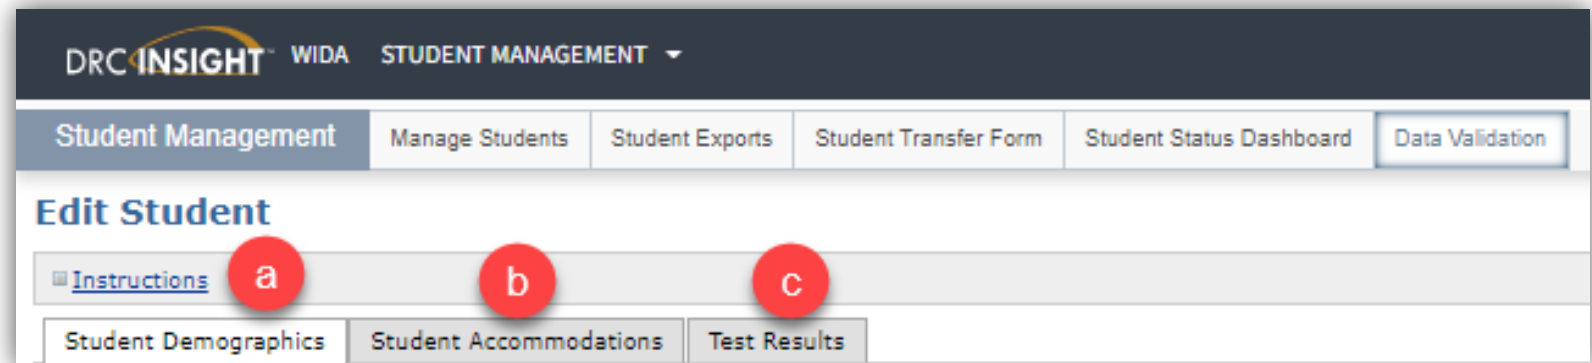 DRC INSIGHT™ WIDA STUDENT MANAGEMENT
Student Management Manage Students Student Exports Student Transfer Form Student Status Dashboard Data Validation
Edit Student
Instructions a b c
Student Demographics Student Accommodations Test Results